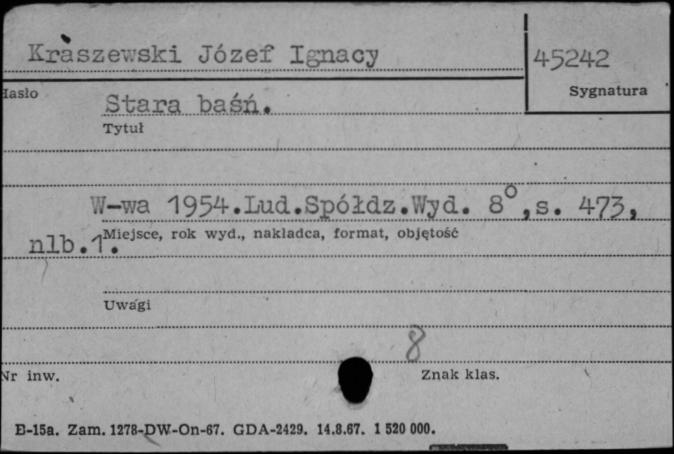 Kraszewski Józef Ignacy
45242
Hasło
Sygnatura
Stara baśń.
Tytuł
W-wa 1954.Lud.Spółdz.Wyd. 8°,s. 473,
nlb.1.
Miejsce, rok wyd., nakładca, format, objętość
Uwagi
8
Nr inw.
Znak klas.
B-15a. Zam. 1278-DW-On-67. GDA-2429. 14.8.67. 1 520 000.